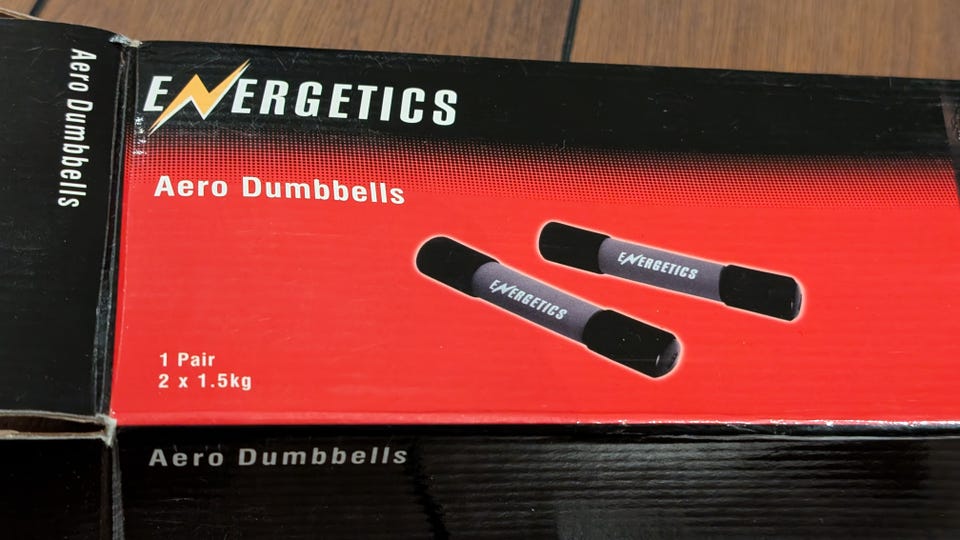 Aero Dumbbells
ENERGETICS
Aero Dumbbells
ENERGETICS
ENERGETICS
1 Pair
2 x 1.5kg
Aero Dumbbells